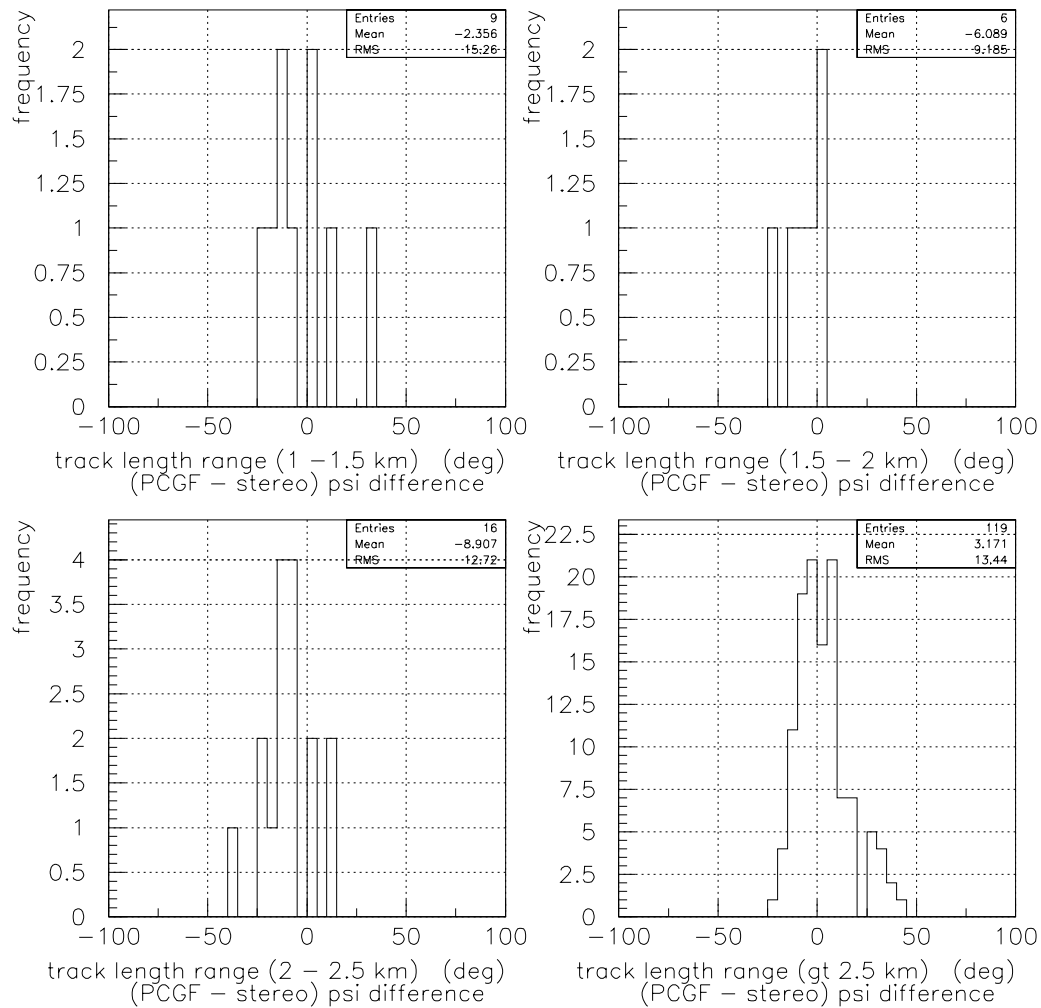 Entries 9
Mean -2.356
RMS 15.26
frequency
2
1.75
1.5
1.25
1
0.75
0.5
0.25
0
-100 -50 0 50 100
track length range (1 -1.5 km) (deg)
(PCGF - stereo) psi difference
Entries 6
Mean -6.089
RMS 9.185
frequency
2
1.75
1.5
1.25
1
0.75
0.5
0.25
0
-100 -50 0 50 100
track length range (1.5 - 2 km) (deg)
(PCGF - stereo) psi difference
Entries 16
Mean -8.907
RMS 12.72
frequency
4
3.5
3
2.5
2
1.5
1
0.5
0
-100 -50 0 50 100
track length range (2 - 2.5 km) (deg)
(PCGF - stereo) psi difference
Entries 119
Mean 3.171
RMS 13.44
frequency
22.5
20
17.5
15
12.5
10
7.5
5
2.5
0
-100 -50 0 50 100
track length range (gt 2.5 km) (deg)
(PCGF - stereo) psi difference